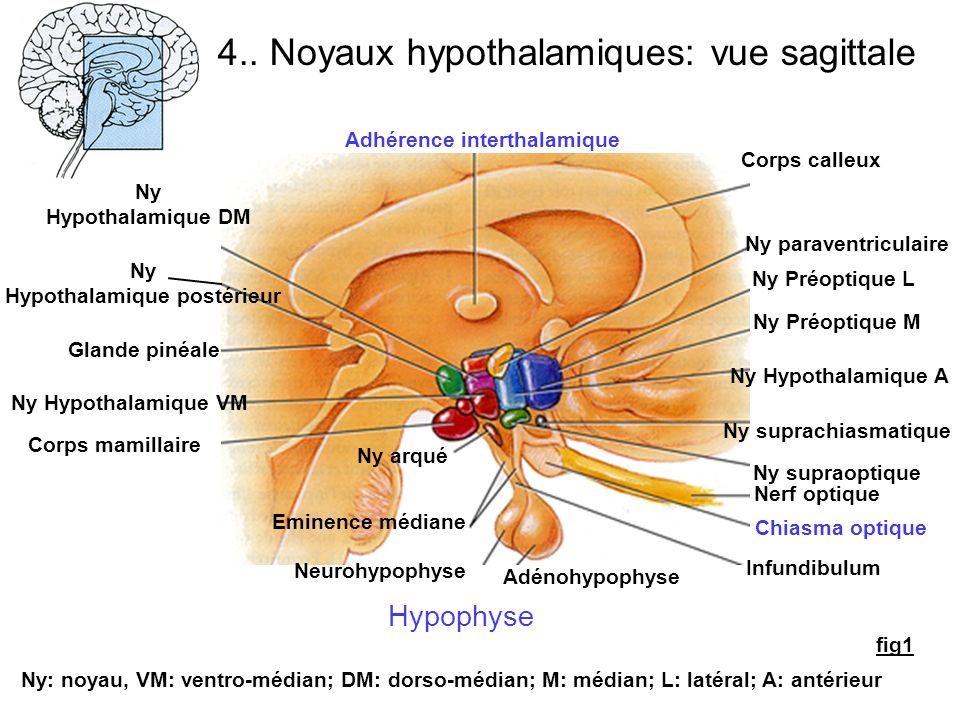 4.. Noyaux hypothalamiques: vue sagittale
Adhérence interthalamique
Corps calleux
Ny
Hypothalamique DM
Ny paraventriculaire
Ny
Hypothalamique postérieur
Ny Préoptique L
Ny Préoptique M
Glande pinéale
Ny Hypothalamique A
Ny Hypothalamique VM
Ny suprachiasmatique
Corps mamillaire
Ny arqué
Ny supraoptique
Nerf optique
Eminence médiane
Chiasma optique
Neurohypophyse
Adénohypophyse
Infundibulum
Hypophyse
fig1
Ny: noyau, VM: ventro-médian; DM: dorso-médian; M: médian; L: latéral; A: antérieur